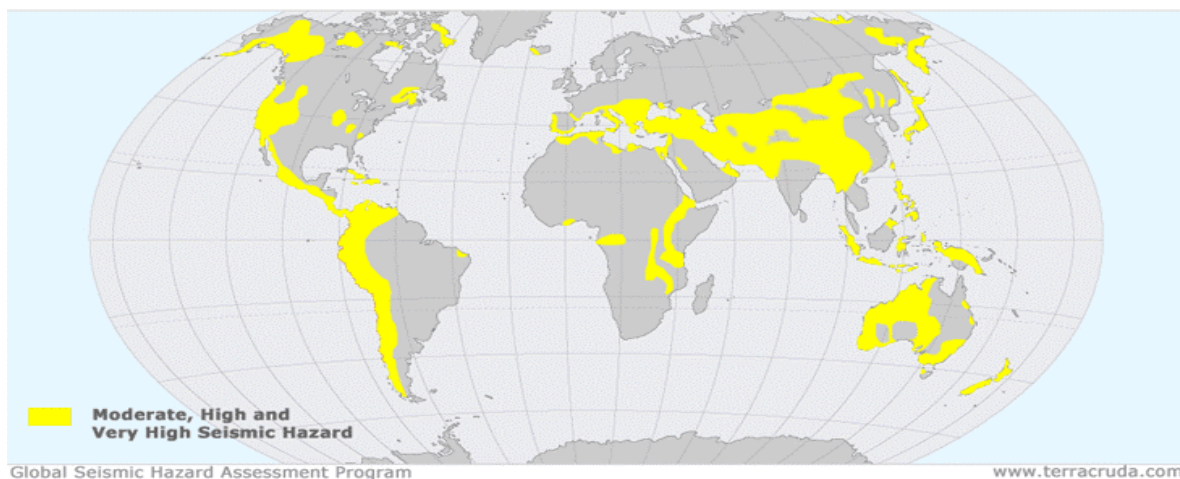 Moderate, High and
Very High Seismic Hazard
Global Seismic Hazard Assessment Program
www.terracruda.com